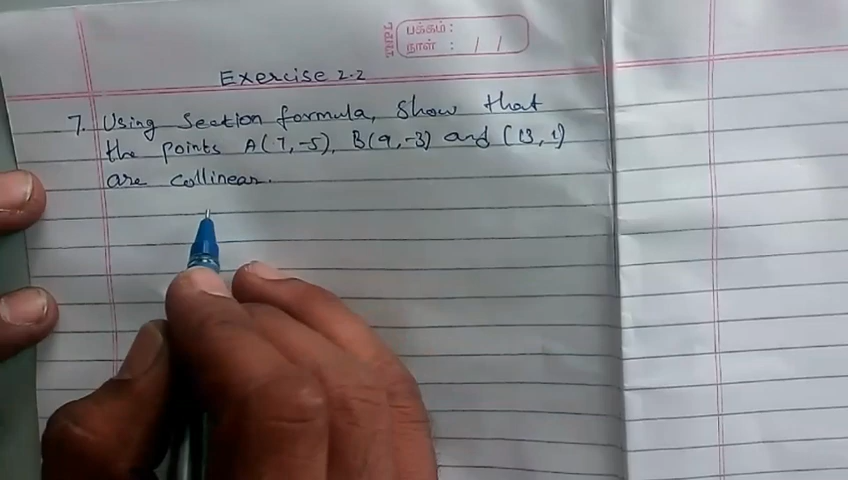 THPL
பக்கம் :
நாள் : / /
Exercise 2.2
7. Using Section formula, Show that
the points A(7,-5), B(9,-3) and (13,1)
are collinear.